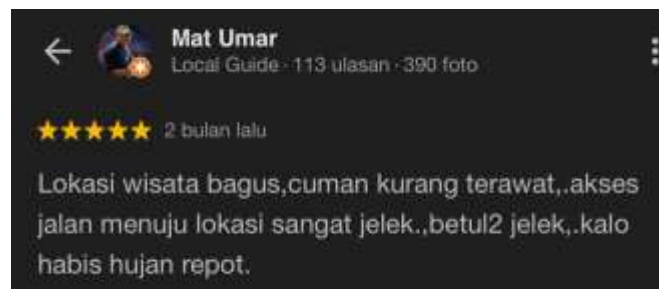 Mat Umar
Local Guide · 113 ulasan · 390 foto
2 bulan lalu
Lokasi wisata bagus,cuman kurang terawat,.akses
jalan menuju lokasi sangat jelek.,betul2 jelek,.kalo
habis hujan repot.